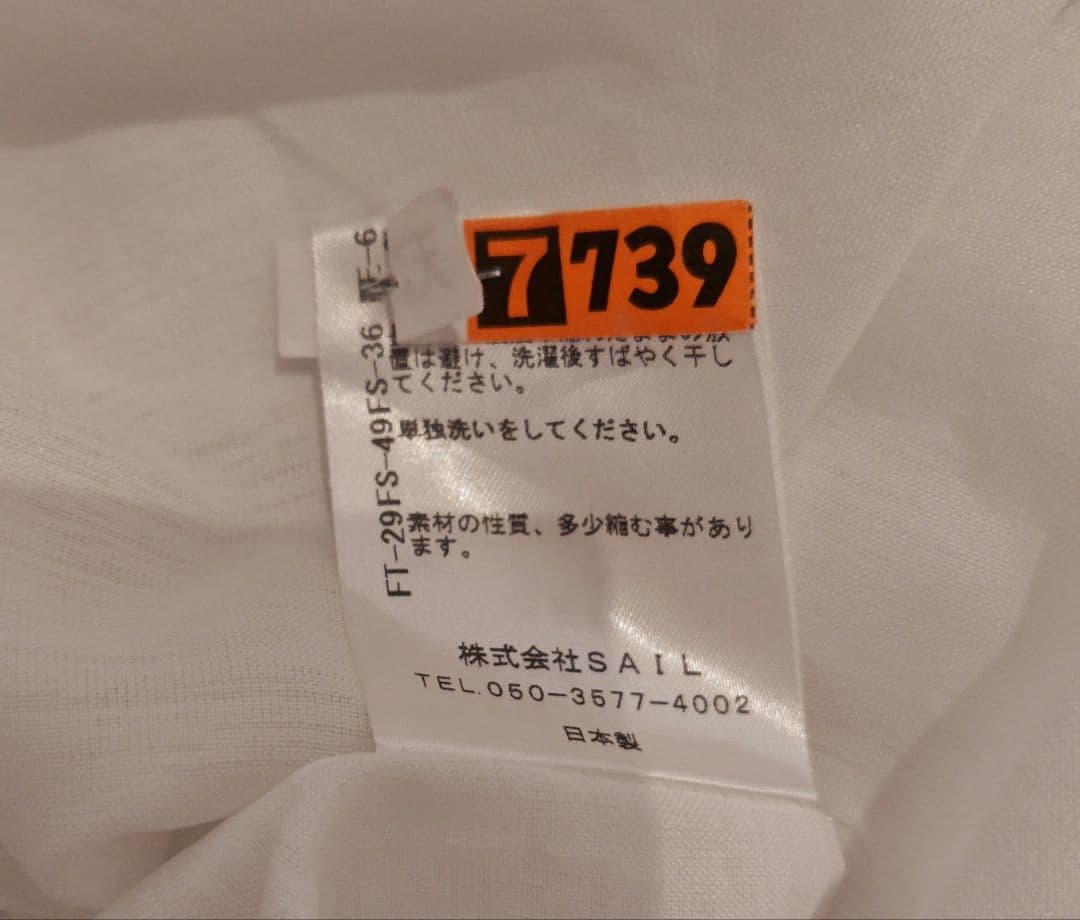 7739
置は避け、洗濯後すばやく干し
てください。
単独洗いをしてください。
素材の性質、多少縮む事があり
ます。
株式会社SAIL
TEL.050-3577-4002
日本製
FT-29FS-49FS-36